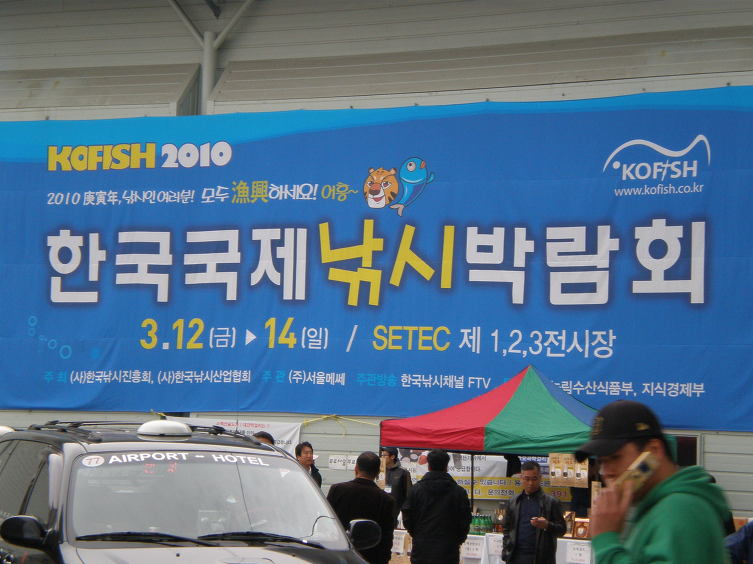 KOFISH 2010
2010 庚寅年, 낚시인 여러분! 모두 漁興하세요! 어흥~
KOFISH
www.kofish.co.kr
한국국제낚시박람회
3.12 (금) ▶ 14 (일) / SETEC 제 1,2,3전시장
주 최 (사)한국낚시진흥회, (사)한국낚시산업협회 주 관 (주)서울메쎄 주관방송 한국낚시채널 FTV 림수산식품부, 지식경제부
77 AIRPORT ~ HOTEL